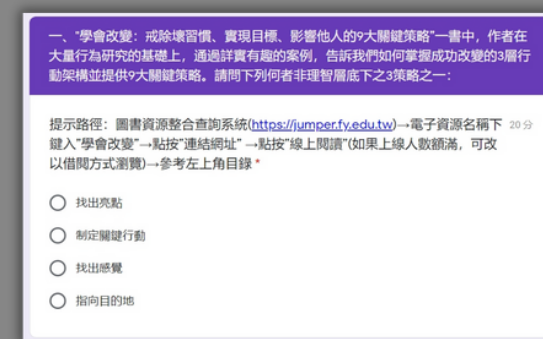 一、"學會改變：戒除壞習慣、實現目標、影響他人的9大關鍵策略"一書中，作者在
大量行為研究的基礎上，通過詳實有趣的案例，告訴我們如何掌握成功改變的3層行
動架構並提供9大關鍵策略。請問下列何者非理智層底下之3策略之一：
提示路徑：圖書資源整合查詢系統(https://jumper.fy.edu.tw)→電子資源名稱下 20 分
鍵入"學會改變"→點按"連結網址" →點按"線上閱讀"(如果上線人數額滿，可改
以借閱方式瀏覽)→參考左上角目錄 *
找出亮點
制定關鍵行動
找出感覺
指向目的地